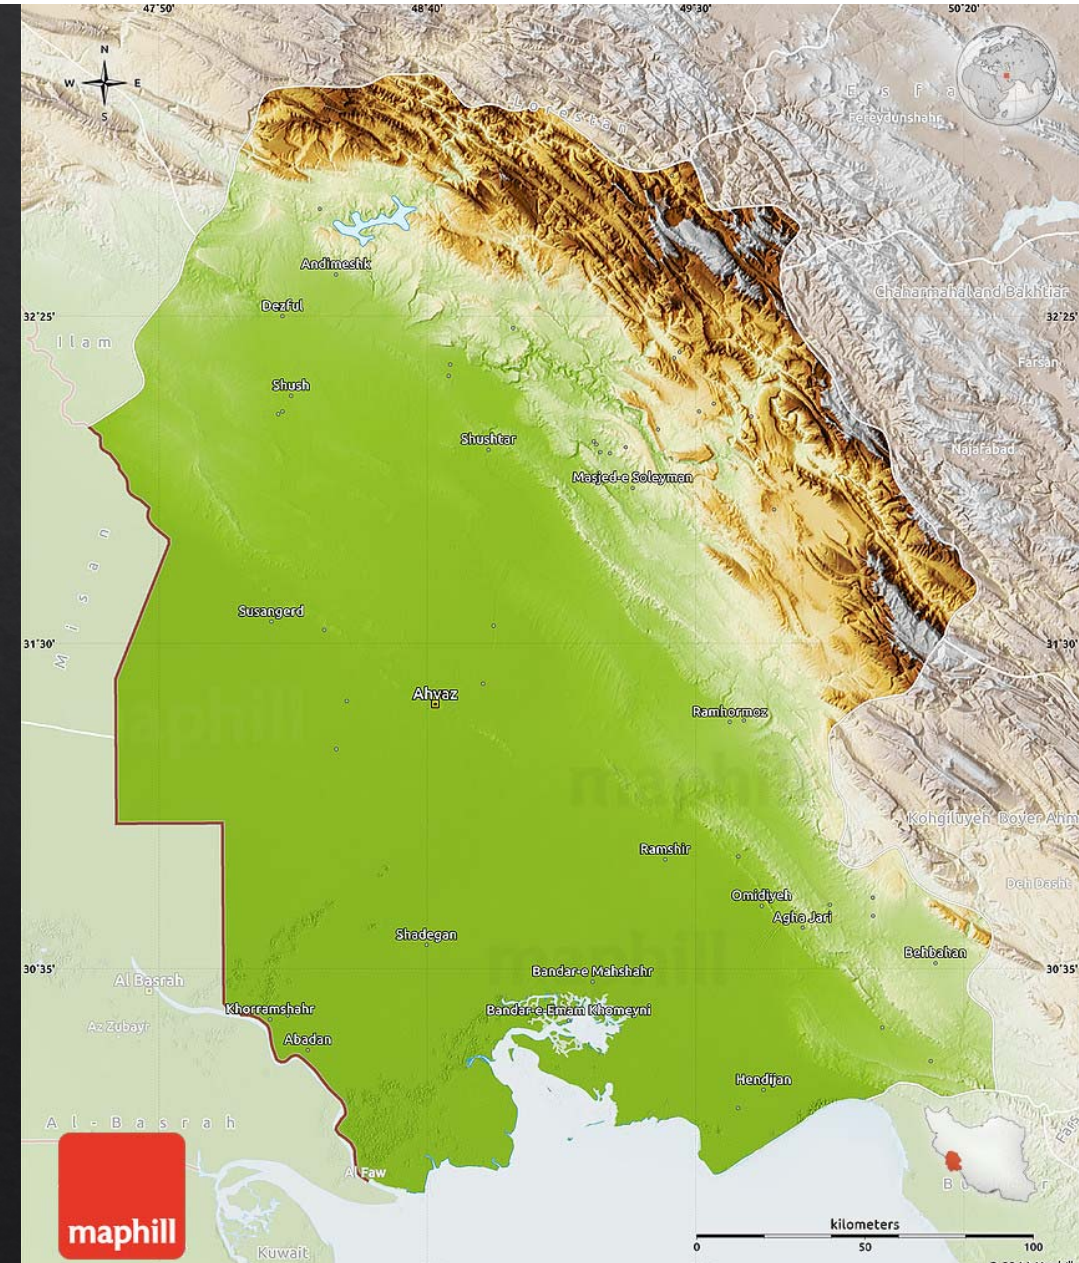 47°50'
48°40'
49°30'
50°20'
N
W E
S
Lorestan
E s f a
Fereydunshahr
Andimeshk
Chaharmahal and Bakhtiar
Dezful
32°25'
32°25'
Ilam
Farsan
Shush
Shushtar
Najafabad
Masjed-e Soleyman
Misan
Susangerd
31°30'
31°30'
Ahvaz
Ramhormoz
maphill
maphill
Kohgiluyeh Boyer Ahm
Ramshir
Deh Dasht
Omidiyeh
Agha Jari
Shadegan
maphill
Behbahan
30°35'
30°35'
Bandar-e Mahshahr
Al Basrah
Khorramshahr
Bandar-e Emam Khomeyni
Az Zubayr
Abadan
Hendijan
Al-Basrah
Fars
Al Faw
B u r
maphill
kilometers
0 50 100
Kuwait